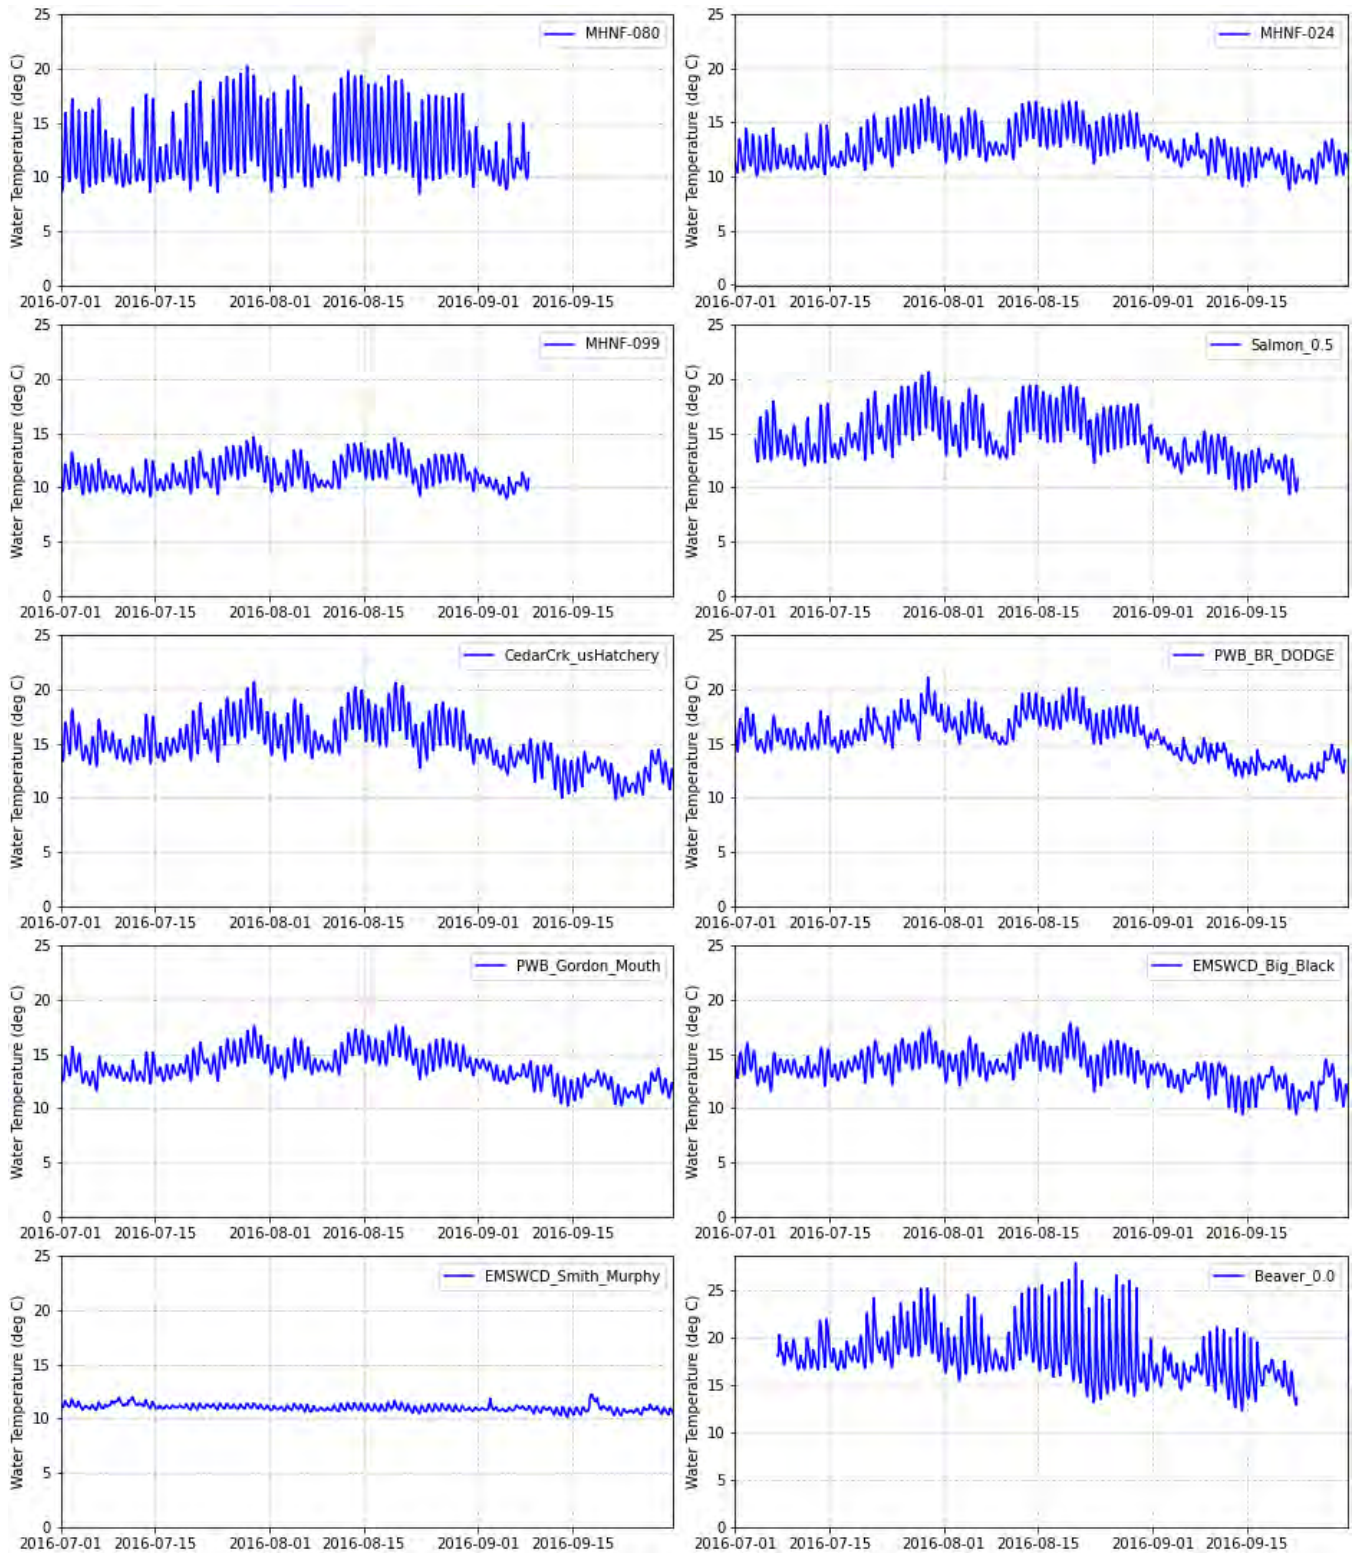 25
20
15
10
5
0
Water Temperature (deg C)
MHNF-080
2016-07-01 2016-07-15 2016-08-01 2016-08-15 2016-09-01 2016-09-15
25
20
15
10
5
0
Water Temperature (deg C)
MHNF-024
2016-07-01 2016-07-15 2016-08-01 2016-08-15 2016-09-01 2016-09-15
25
20
15
10
5
0
Water Temperature (deg C)
MHNF-099
2016-07-01 2016-07-15 2016-08-01 2016-08-15 2016-09-01 2016-09-15
25
20
15
10
5
0
Water Temperature (deg C)
Salmon_0.5
2016-07-01 2016-07-15 2016-08-01 2016-08-15 2016-09-01 2016-09-15
25
20
15
10
5
0
Water Temperature (deg C)
CedarCrk_usHatchery
2016-07-01 2016-07-15 2016-08-01 2016-08-15 2016-09-01 2016-09-15
25
20
15
10
5
0
Water Temperature (deg C)
PWB_BR_DODGE
2016-07-01 2016-07-15 2016-08-01 2016-08-15 2016-09-01 2016-09-15
25
20
15
10
5
0
Water Temperature (deg C)
PWB_Gordon_Mouth
2016-07-01 2016-07-15 2016-08-01 2016-08-15 2016-09-01 2016-09-15
25
20
15
10
5
0
Water Temperature (deg C)
EMSWCD_Big_Black
2016-07-01 2016-07-15 2016-08-01 2016-08-15 2016-09-01 2016-09-15
25
20
15
10
5
0
Water Temperature (deg C)
EMSWCD_Smith_Murphy
2016-07-01 2016-07-15 2016-08-01 2016-08-15 2016-09-01 2016-09-15
25
20
15
10
5
0
Water Temperature (deg C)
Beaver_0.0
2016-07-01 2016-07-15 2016-08-01 2016-08-15 2016-09-01 2016-09-15